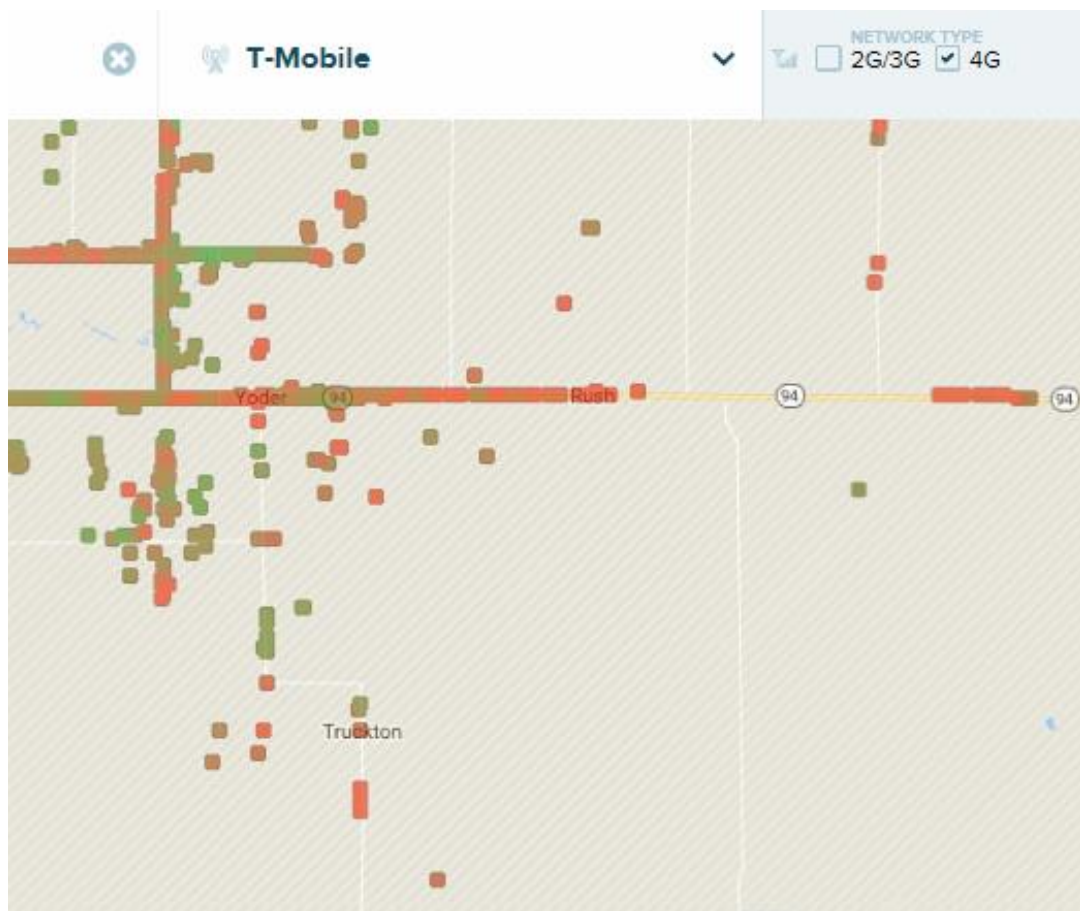 T-Mobile
NETWORK TYPE
2G/3G
4G
Yoder
94
Rush
94
94
Truckton